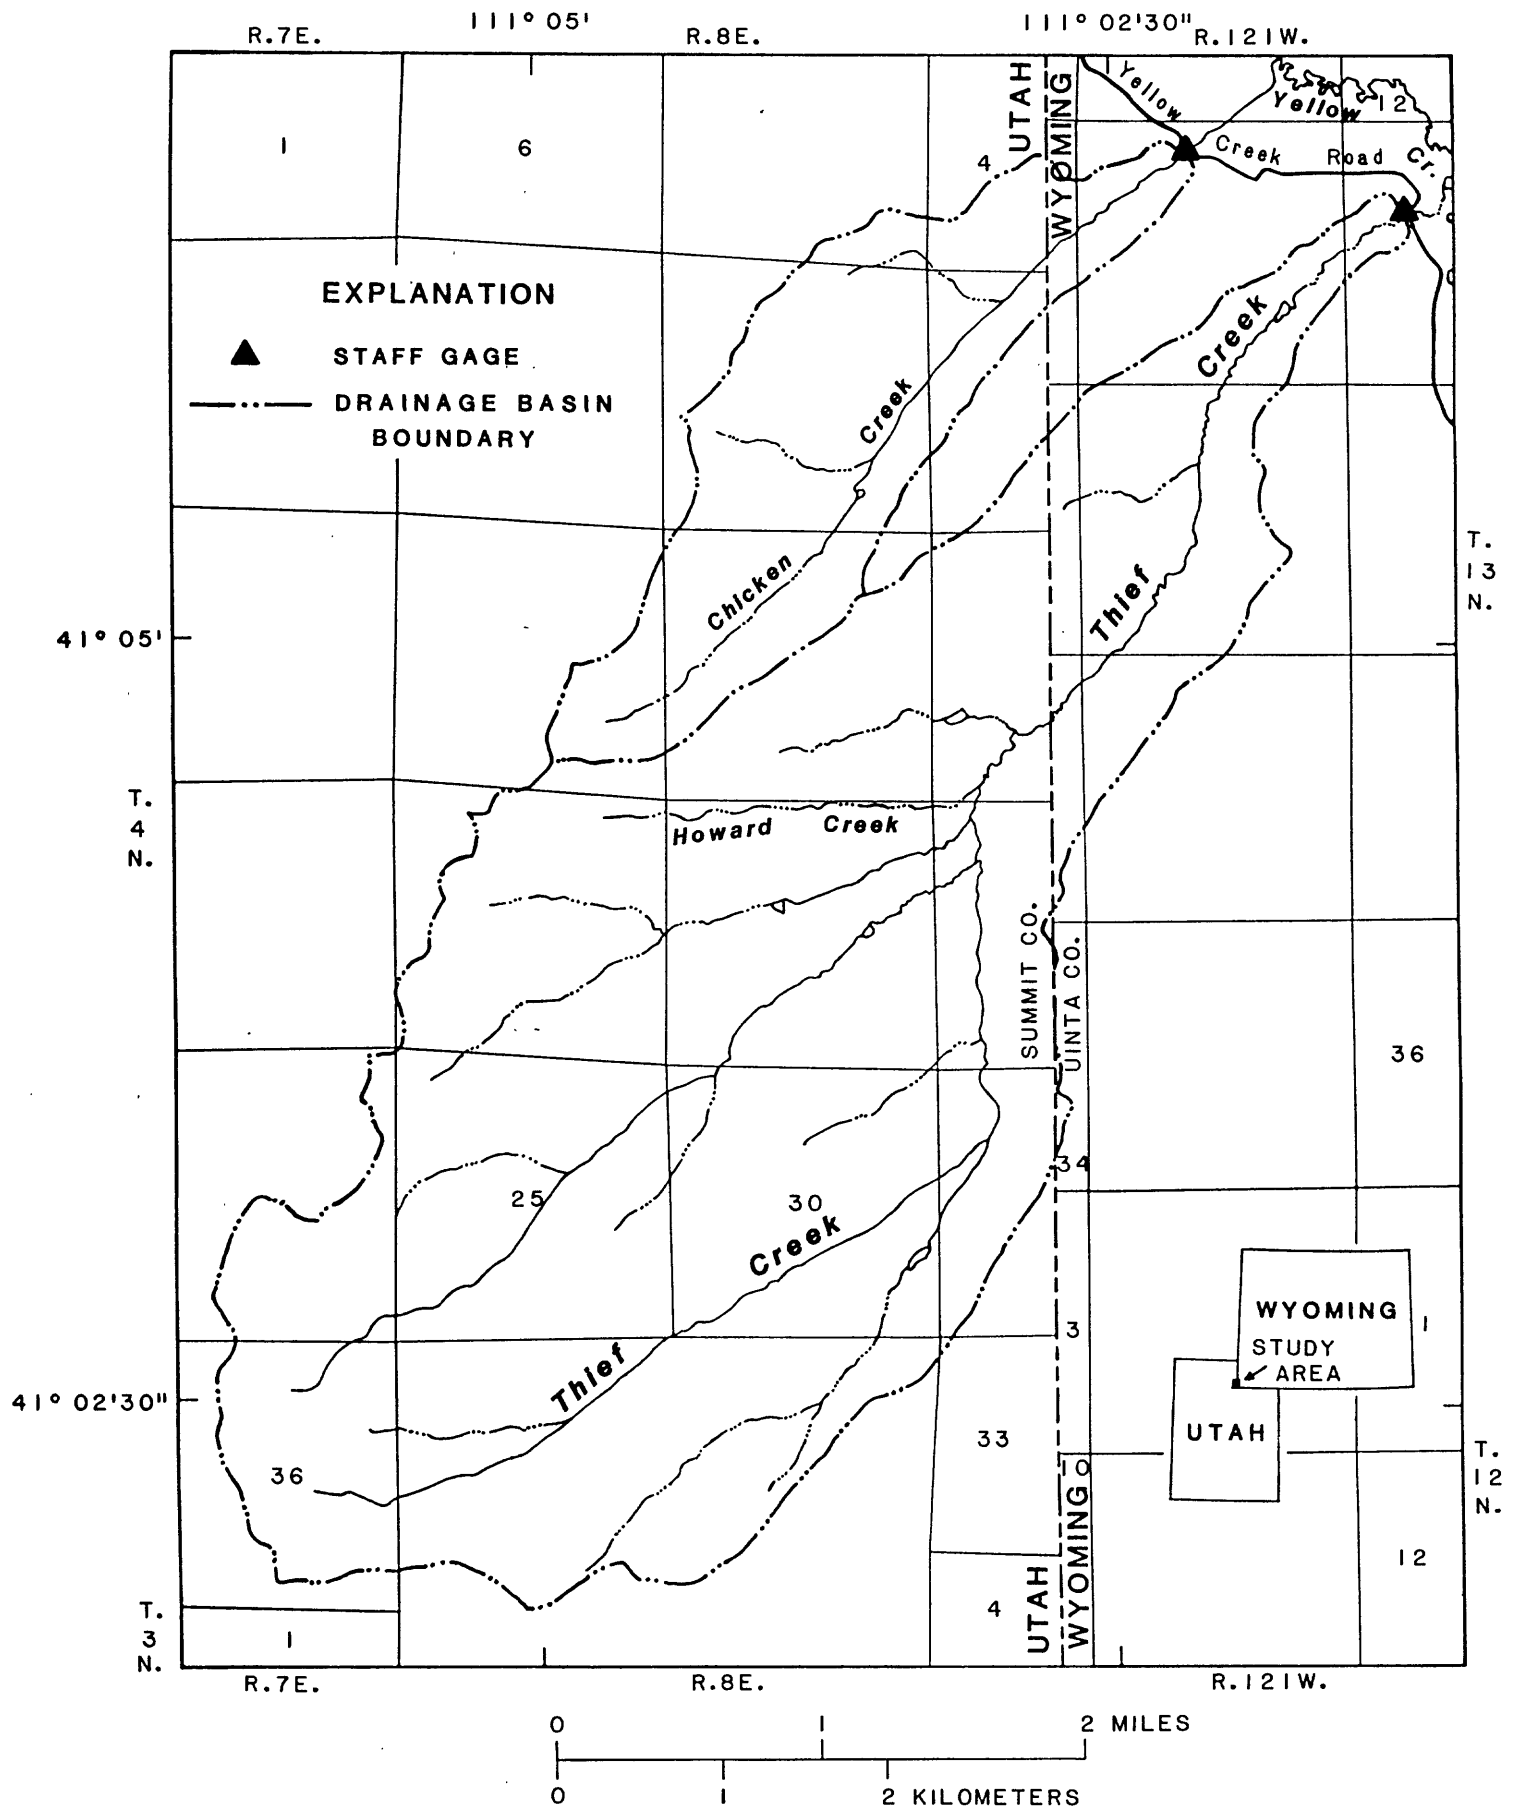 111° 05'
111° 02'30"
R.7E.
R.8E.
R.121W.
UTAH
WYOMING
Yellow
Yellow
12
1
6
4
Creek Road
Cr.
EXPLANATION
STAFF GAGE
DRAINAGE BASIN
BOUNDARY
Creek
Creek
Chicken
Thief
T.
13
N.
41° 05'
T.
4
N.
Howard Creek
SUMMIT CO.
UINTA CO.
36
34
25
30
Creek
Thief
WYOMING
1
STUDY
AREA
UTAH
3
41° 02'30"
33
36
10
T.
12
N.
12
UTAH
WYOMING
4
T.
3
N.
1
R.7E.
R.8E.
R.121W.
0 1 2 MILES
0 1 2 KILOMETERS